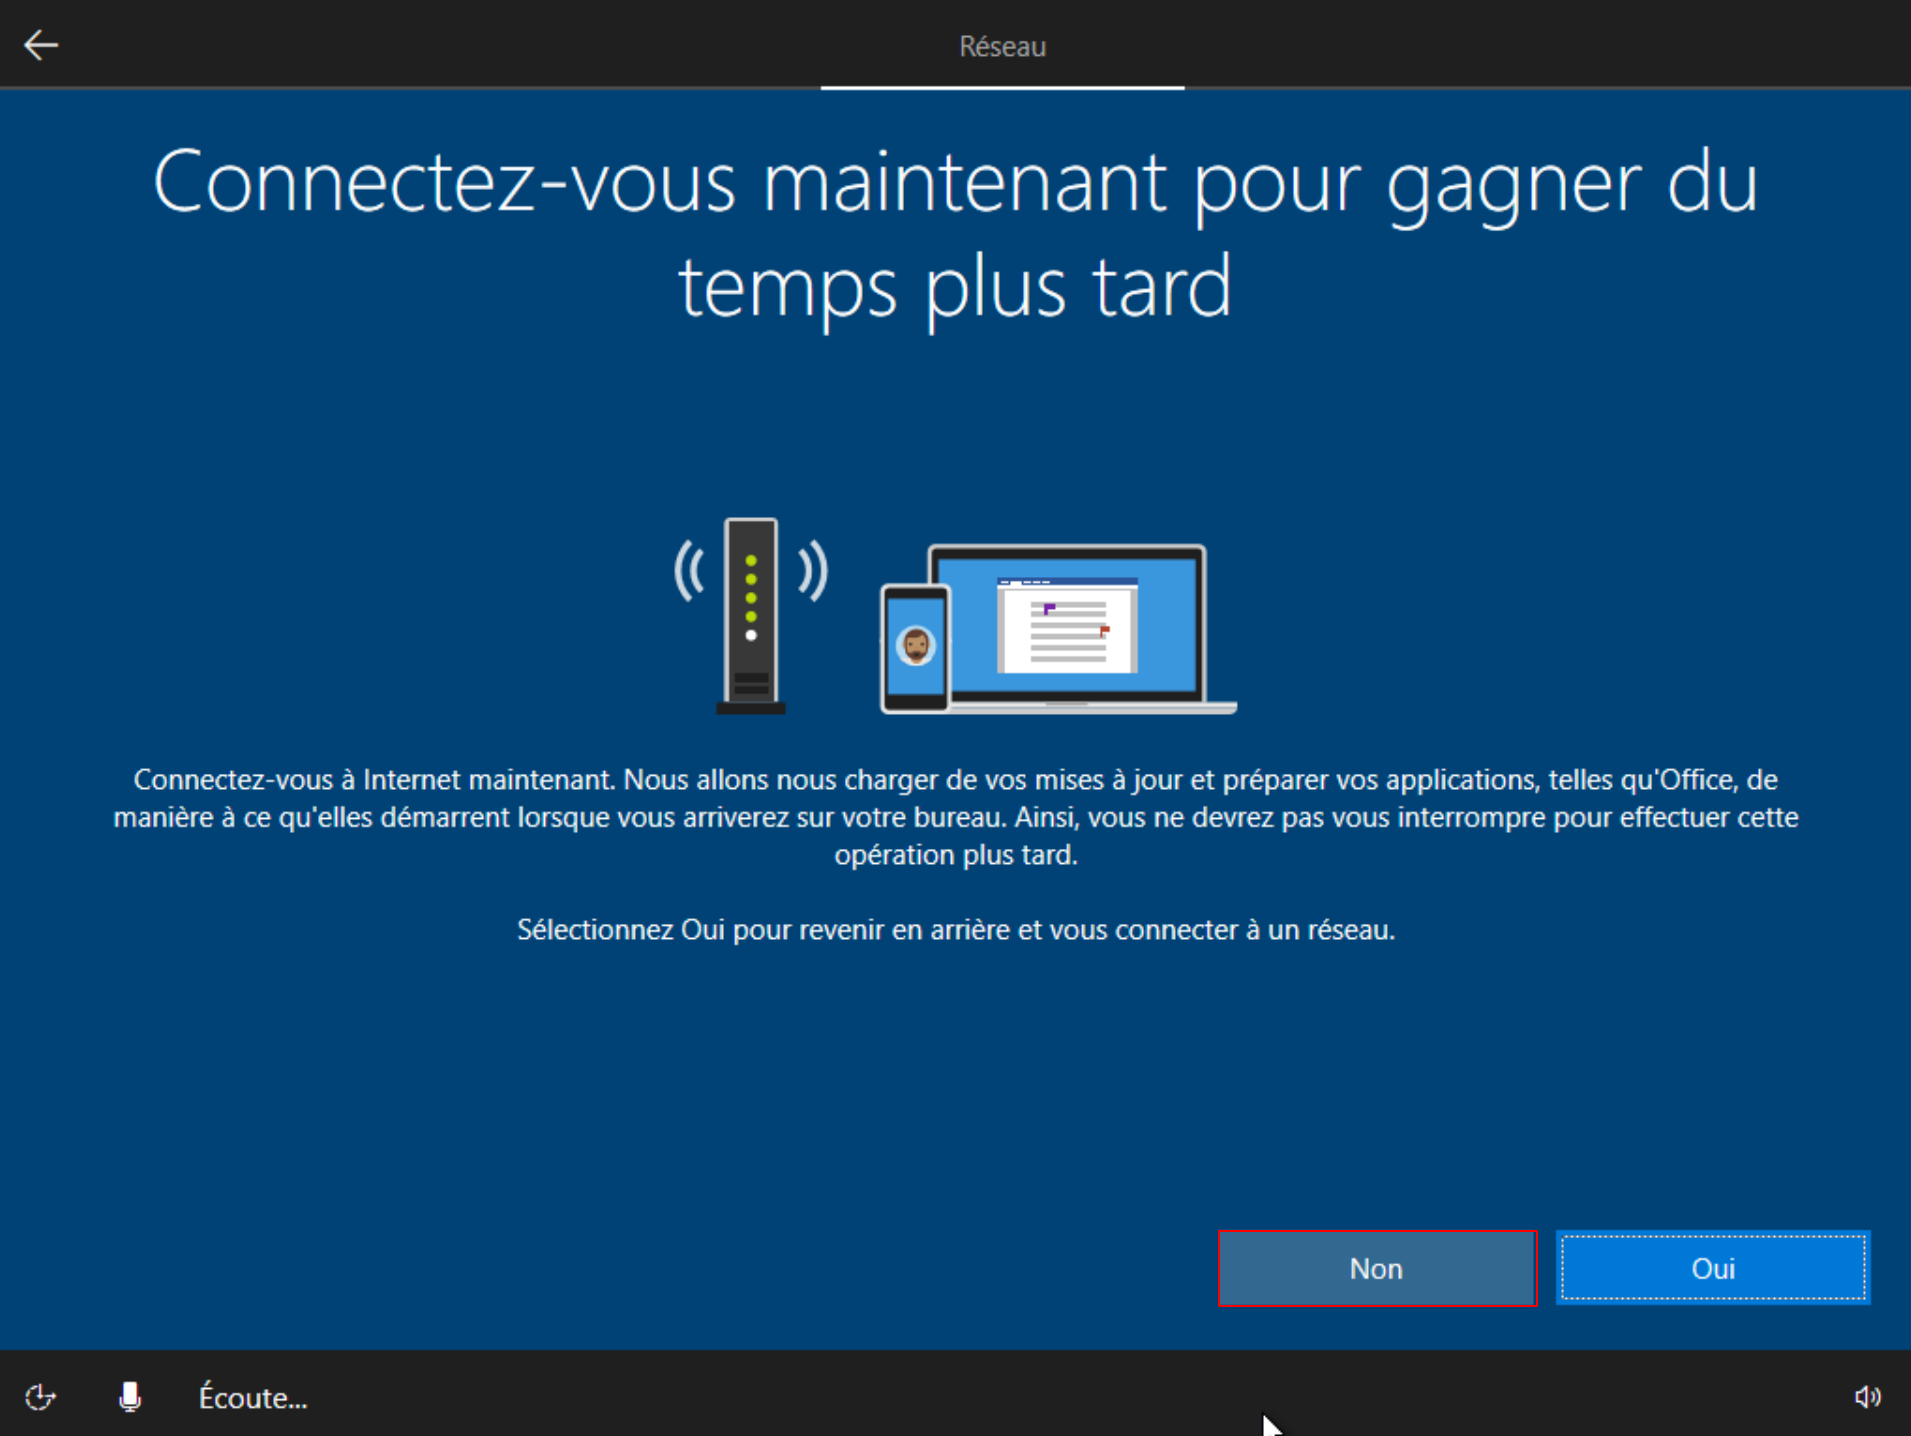 Réseau
Connectez-vous maintenant pour gagner du
temps plus tard
Connectez-vous à Internet maintenant. Nous allons nous charger de vos mises à jour et préparer vos applications, telles qu'Office, de
manière à ce qu'elles démarrent lorsque vous arriverez sur votre bureau. Ainsi, vous ne devrez pas vous interrompre pour effectuer cette
opération plus tard.
Sélectionnez Oui pour revenir en arrière et vous connecter à un réseau.
Non
Oui
Écoute...